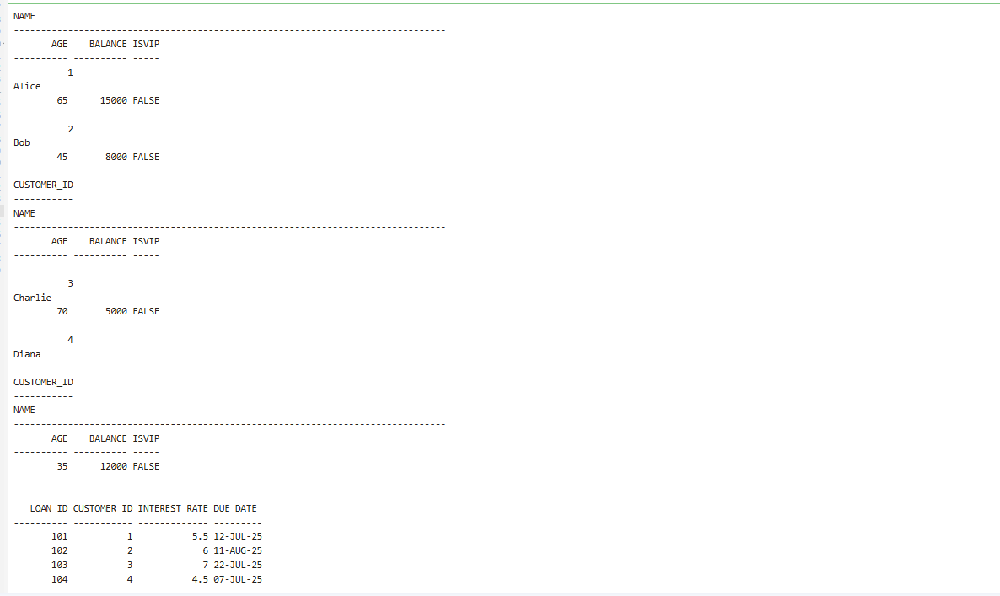 NAME
--------------------------------------------------------------------------------
       AGE    BALANCE ISVIP
---------- ---------- -----
          1
Alice
        65      15000 FALSE
          2
Bob
        45       8000 FALSE
CUSTOMER_ID
-----------
NAME
--------------------------------------------------------------------------------
       AGE    BALANCE ISVIP
---------- ---------- -----
          3
Charlie
        70       5000 FALSE
          4
Diana
CUSTOMER_ID
-----------
NAME
--------------------------------------------------------------------------------
       AGE    BALANCE ISVIP
---------- ---------- -----
        35      12000 FALSE
   LOAN_ID CUSTOMER_ID INTEREST_RATE DUE_DATE
---------- ----------- ------------- ---------
       101           1           5.5 12-JUL-25
       102           2             6 11-AUG-25
       103           3             7 22-JUL-25
       104           4           4.5 07-JUL-25